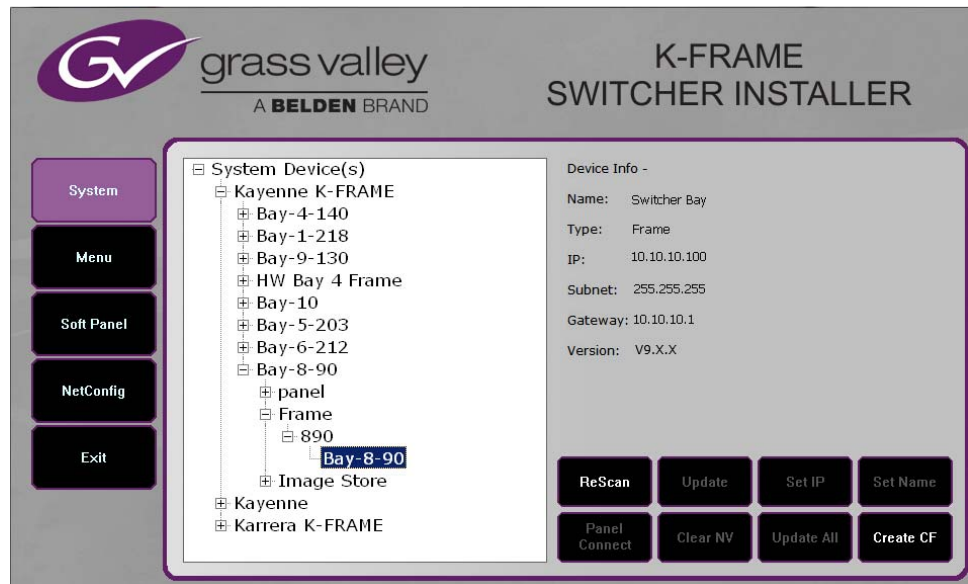 GV grass valley
A BELDEN BRAND
K-FRAME
SWITCHER INSTALLER
System
Menu
Soft Panel
NetConfig
Exit
System Device(s)
Kayenne K-FRAME
Bay-4-140
Bay-1-218
Bay-9-130
HW Bay 4 Frame
Bay-10
Bay-5-203
Bay-6-212
Bay-8-90
panel
Frame
890
Bay-8-90
Image Store
Kayenne
Karrera K-FRAME
Device Info -
Name: Switcher Bay
Type: Frame
IP: 10.10.10.100
Subnet: 255.255.255
Gateway: 10.10.10.1
Version: V9.X.X
ReScan Update Set IP Set Name
Panel Connect Clear NV Update All Create CF